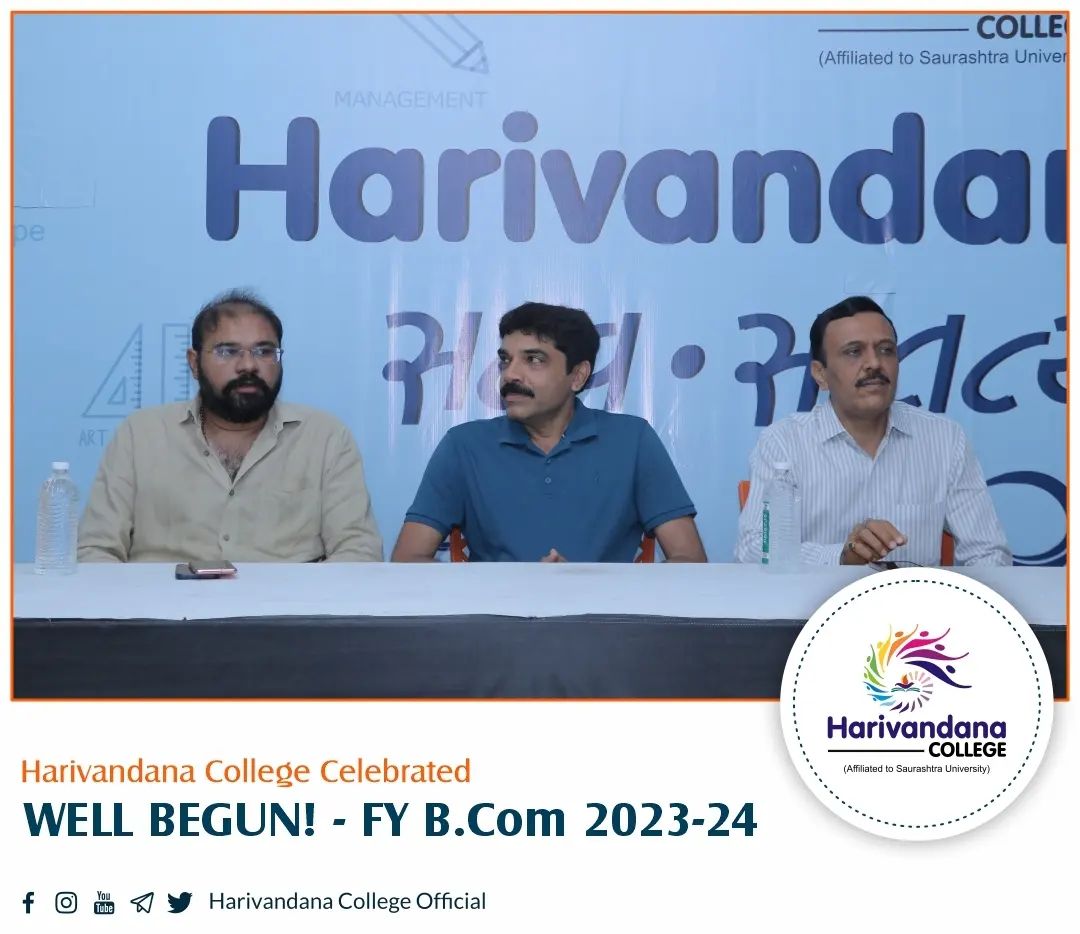 COLLE
(Affiliated to Saurashtra Univer
MANAGEMENT
Harivandan
pe
ART
Harivandana
COLLEGE
(Affiliated to Saurashtra University)
Harivandana College Celebrated
WELL BEGUN! - FY B.Com 2023-24
You
Tube
Harivandana College Official